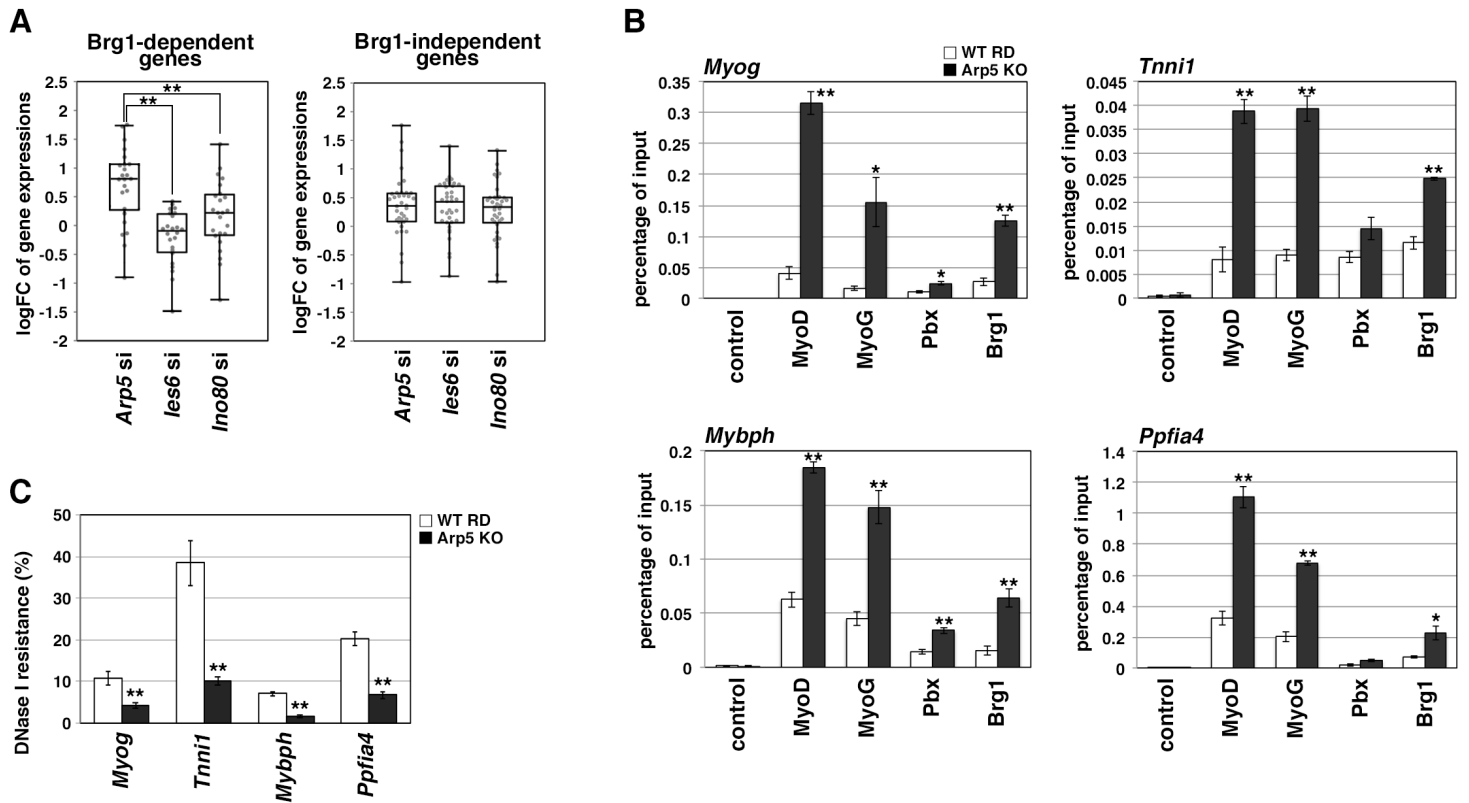 A
Brg1-dependent
genes
Brg1-independent
genes
logFC of gene expressions
2.5
2
1.5
1
0.5
0
-0.5
-1
-1.5
-2
**
**
Arp5 si
Ies6 si
Ino80 si
logFC of gene expressions
2.5
2
1.5
1
0.5
0
-0.5
-1
-1.5
-2
Arp5 si
Ies6 si
Ino80 si
B
WT RD
Arp5 KO
Myog
percentage of input
0.35
0.3
0.25
0.2
0.15
0.1
0.05
0
**
*
*
**
control
MyoD
MyoG
Pbx
Brg1
Tnni1
percentage of input
0.045
0.04
0.035
0.03
0.025
0.02
0.015
0.01
0.005
0
**
**
**
control
MyoD
MyoG
Pbx
Brg1
Mybph
percentage of input
0.2
0.15
0.1
0.05
0
**
**
**
**
control
MyoD
MyoG
Pbx
Brg1
Ppfia4
percentage of input
1.4
1.2
1
0.8
0.6
0.4
0.2
0
**
**
*
control
MyoD
MyoG
Pbx
Brg1
C
WT RD
Arp5 KO
DNase I resistance (%)
50
40
30
20
10
0
**
**
**
**
Myog
Tnni1
Mybph
Ppfia4